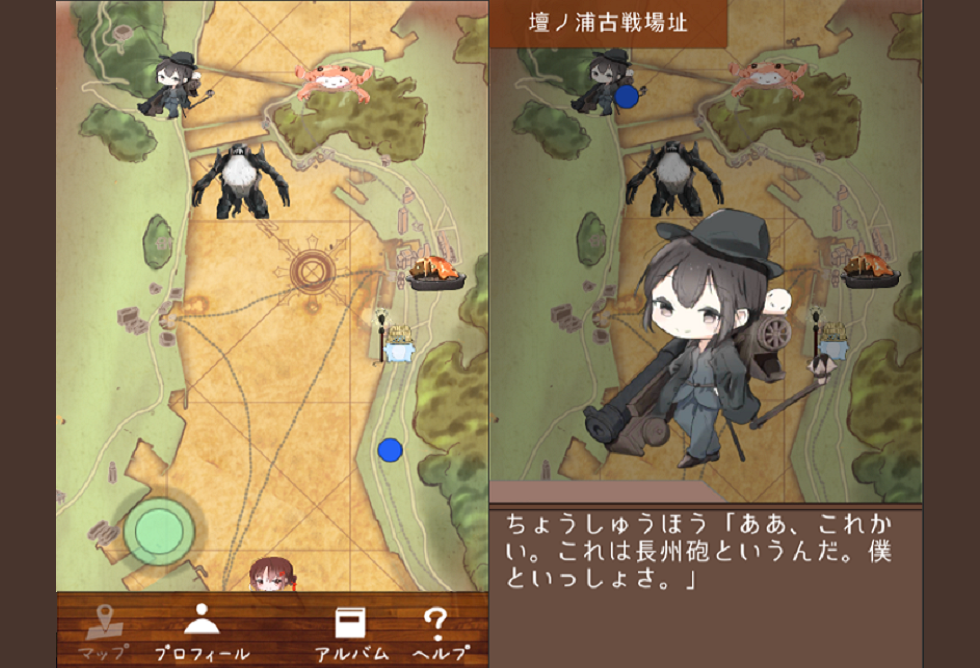 壇ノ浦古戦場址
ちょうしゅうほう「ああ、これか
い。これは長州砲というんだ。僕
といっしょさ。」
マップ プロフィール アルバム ヘルプ